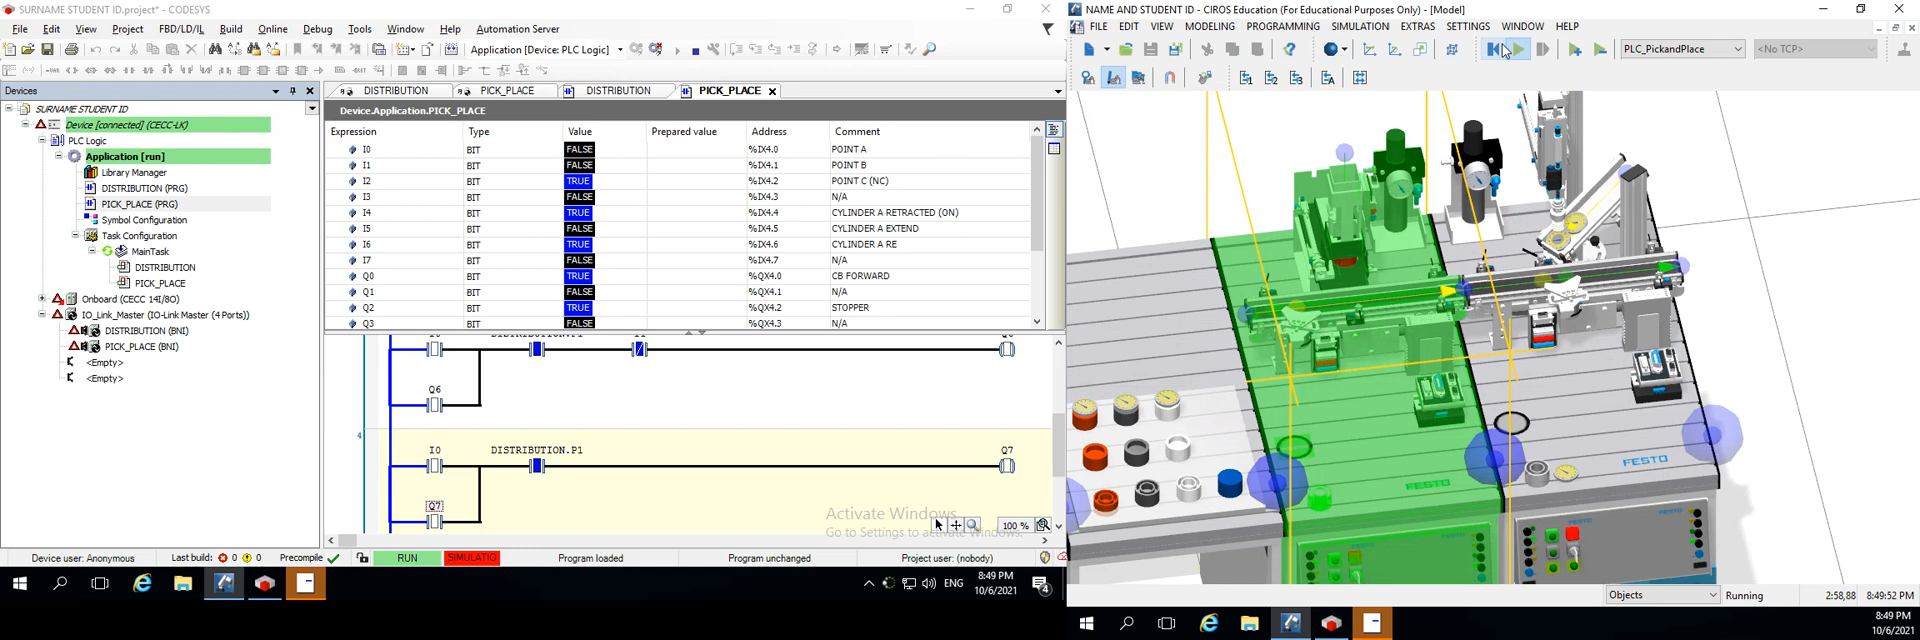 SURNAME STUDENT ID.project* - CODESYS
File Edit View Project FBD/LD/IL Build Online Debug Tools Window Help Automation Server
Application [Device: PLC Logic]
Devices
SURNAME STUDENT ID
Device [connected] (CECC-LK)
PLC Logic
Application [run]
Library Manager
DISTRIBUTION (PRG)
PICK_PLACE (PRG)
Symbol Configuration
Task Configuration
MainTask
DISTRIBUTION
PICK_PLACE
Onboard (CECC 14I/8O)
IO_Link_Master (IO-Link Master (4 Ports))
DISTRIBUTION (BNI)
PICK_PLACE (BNI)
<Empty>
<Empty>
DISTRIBUTION PICK_PLACE DISTRIBUTION PICK_PLACE
Device.Application.PICK_PLACE
Expression Type Value Prepared value Address Comment
I0 BIT FALSE %IX4.0 POINT A
I1 BIT FALSE %IX4.1 POINT B
I2 BIT TRUE %IX4.2 POINT C (NC)
I3 BIT FALSE %IX4.3 N/A
I4 BIT TRUE %IX4.4 CYLINDER A RETRACTED (ON)
I5 BIT FALSE %IX4.5 CYLINDER A EXTEND
I6 BIT TRUE %IX4.6 CYLINDER A RE
I7 BIT FALSE %IX4.7 N/A
Q0 BIT TRUE %QX4.0 CB FORWARD
Q1 BIT FALSE %QX4.1 N/A
Q2 BIT TRUE %QX4.2 STOPPER
Q3 BIT FALSE %QX4.3 N/A
Q6
4
I0 DISTRIBUTION.P1 Q7
Q7
Activate Windows
Go to Settings to activate Windows.
100 %
Device user: Anonymous Last build: 0 0 Precompile RUN SIMULATIO Program loaded Program unchanged Project user: (nobody)
ENG
8:49 PM
10/6/2021
4
NAME AND STUDENT ID - CIROS Education (For Educational Purposes Only) - [Model]
FILE EDIT VIEW MODELING PROGRAMMING SIMULATION EXTRAS SETTINGS WINDOW HELP
PLC_PickandPlace <No TCP>
FESTO
FESTO
FESTO
FESTO
Objects Running 2:58,88 8:49:52 PM
8:49 PM
10/6/2021